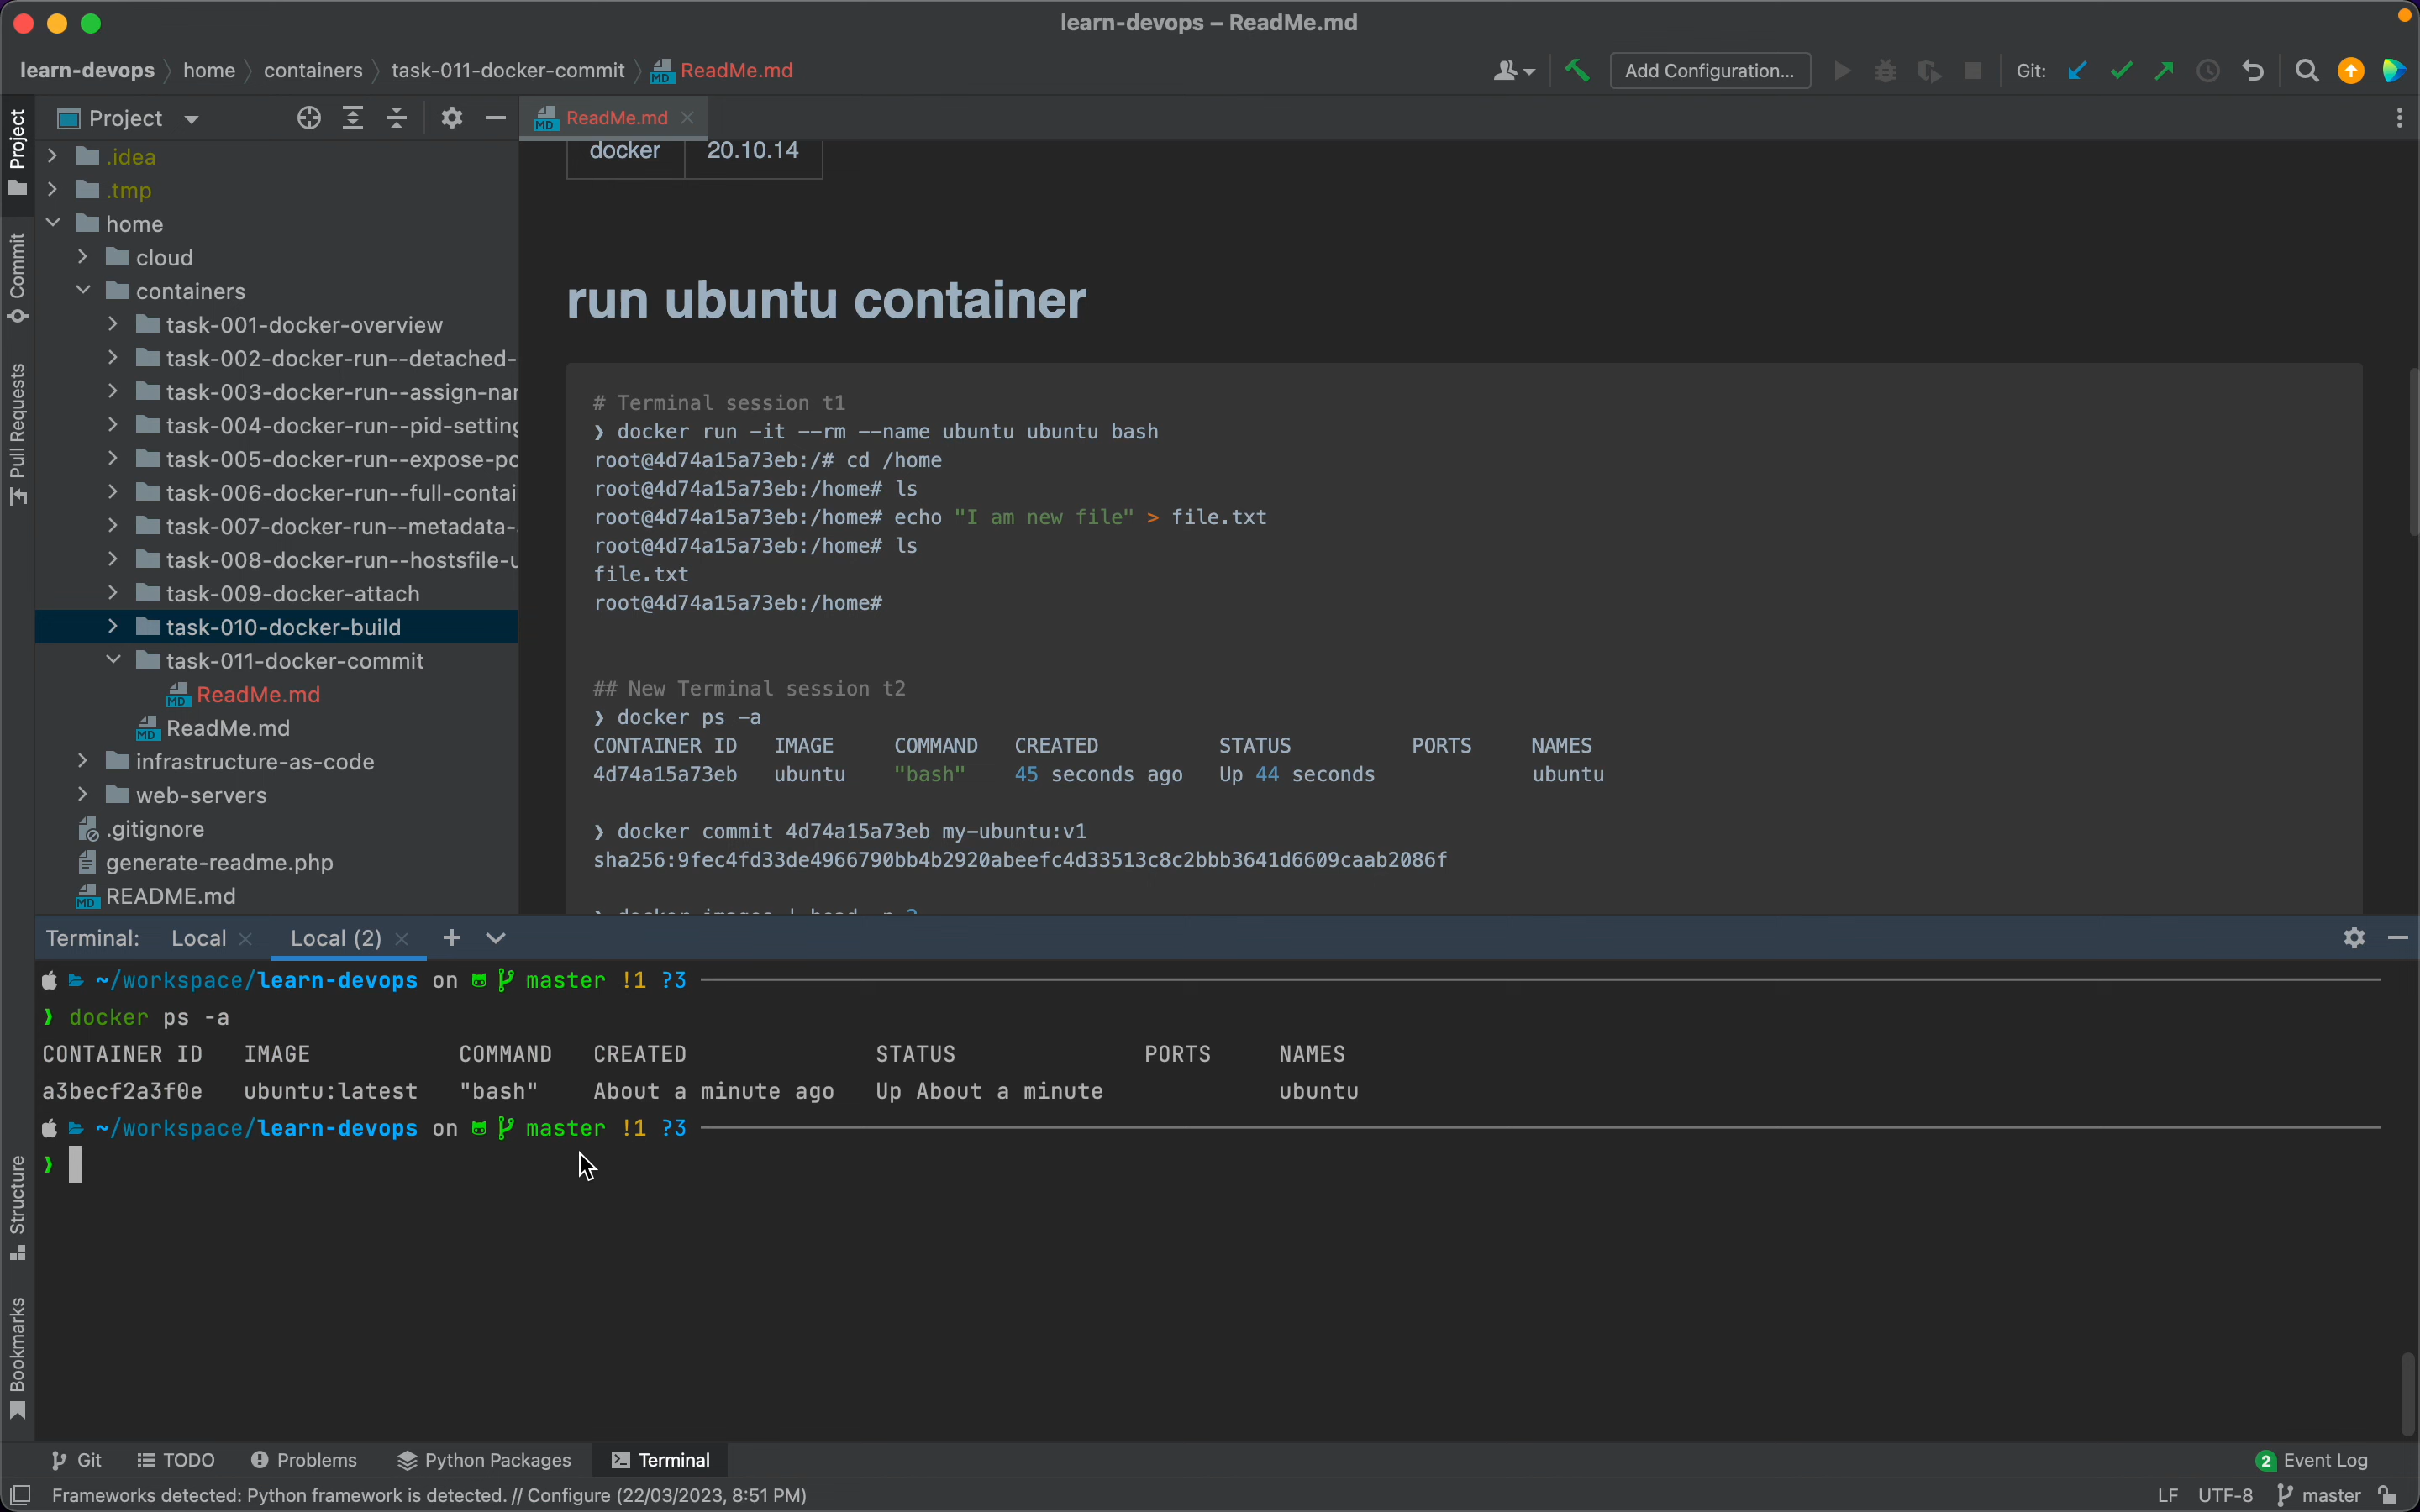 learn-devops – ReadMe.md
learn-devops home containers task-011-docker-commit MD ReadMe.md Add Configuration... Git:
Project
MD ReadMe.md
Project
Commit
Pull Requests
.idea
.tmp
home
cloud
containers
task-001-docker-overview
task-002-docker-run--detached-
task-003-docker-run--assign-nar
task-004-docker-run--pid-setting
task-005-docker-run--expose-po
task-006-docker-run--full-contai
task-007-docker-run--metadata-
task-008-docker-run--hostsfile-u
task-009-docker-attach
task-010-docker-build
task-011-docker-commit
MD ReadMe.md
MD ReadMe.md
infrastructure-as-code
web-servers
.gitignore
generate-readme.php
MD README.md
docker 20.10.14
run ubuntu container
# Terminal session t1
❯ docker run -it --rm --name ubuntu ubuntu bash
root@4d74a15a73eb:/# cd /home
root@4d74a15a73eb:/home# ls
root@4d74a15a73eb:/home# echo "I am new file" > file.txt
root@4d74a15a73eb:/home# ls
file.txt
root@4d74a15a73eb:/home#
## New Terminal session t2
❯ docker ps -a
CONTAINER ID IMAGE COMMAND CREATED STATUS PORTS NAMES
4d74a15a73eb ubuntu "bash" 45 seconds ago Up 44 seconds ubuntu
❯ docker commit 4d74a15a73eb my-ubuntu:v1
sha256:9fec4fd33de4966790bb4b2920abeefc4d33513c8c2bbb3641d6609caab2086f
Terminal: Local Local (2)
~/workspace/learn-devops on master !1 ?3
❯ docker ps -a
CONTAINER ID IMAGE COMMAND CREATED STATUS PORTS NAMES
a3becf2a3f0e ubuntu:latest "bash" About a minute ago Up About a minute ubuntu
~/workspace/learn-devops on master !1 ?3
❯
Structure
Bookmarks
Git TODO Problems Python Packages Terminal 2 Event Log
Frameworks detected: Python framework is detected. // Configure (22/03/2023, 8:51 PM) LF UTF-8 master